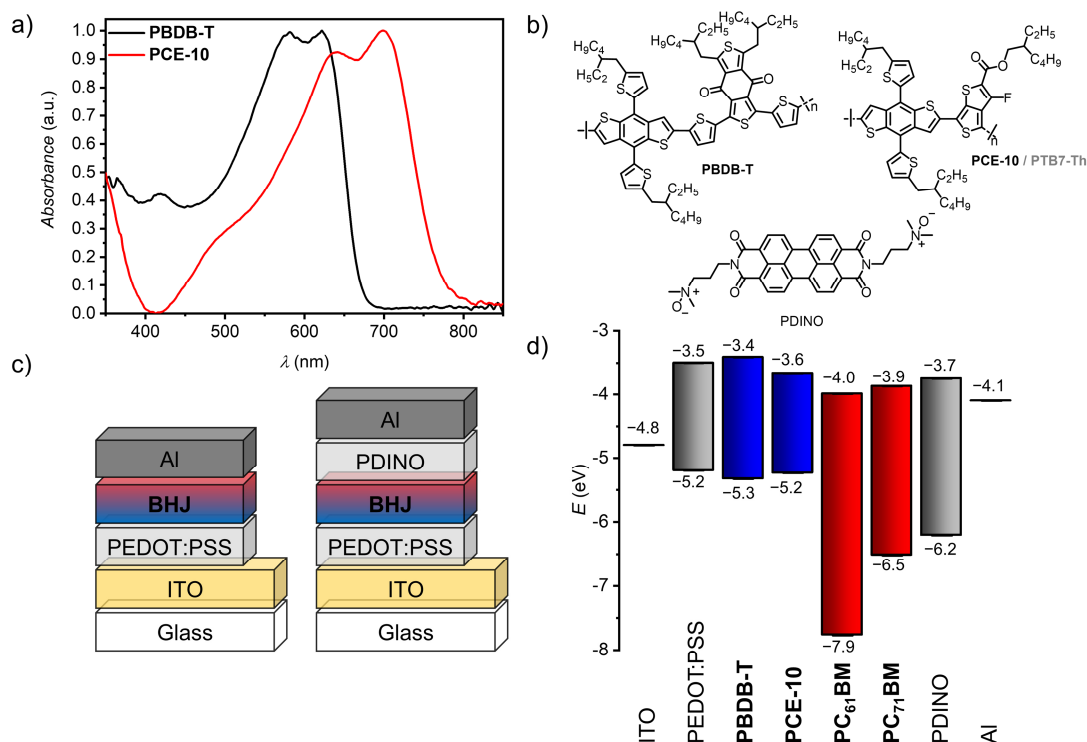 a)
Absorbance (a.u.)
1.0
0.9
0.8
0.7
0.6
0.5
0.4
0.3
0.2
0.1
0.0
PBDB-T
PCE-10
400 500 600 700 800
λ (nm)
b)
H9C4
C2H5
H9C4
C2H5
H9C4
H5C2
S
S
S
O
O
S
S
S
S
n
S
C2H5
C4H9
PBDB-T
H9C4
H5C2
S
S
S
S
C2H5
C4H9
O
O
C2H5
C4H9
S
F
S
n
PCE-10 / PTB7-Th
O
O
N
N
O
O
N
+
O−
N
+
O−
PDINO
c)
Al
BHJ
PEDOT:PSS
ITO
Glass
Al
PDINO
BHJ
PEDOT:PSS
ITO
Glass
d)
E (eV)
-3
-4
-5
-6
-7
-8
−4.8
−3.5
−5.2
−3.4
−5.3
−3.6
−5.2
−4.0
−7.9
−3.9
−6.5
−3.7
−6.2
−4.1
ITO
PEDOT:PSS
PBDB-T
PCE-10
PC61BM
PC71BM
PDINO
Al